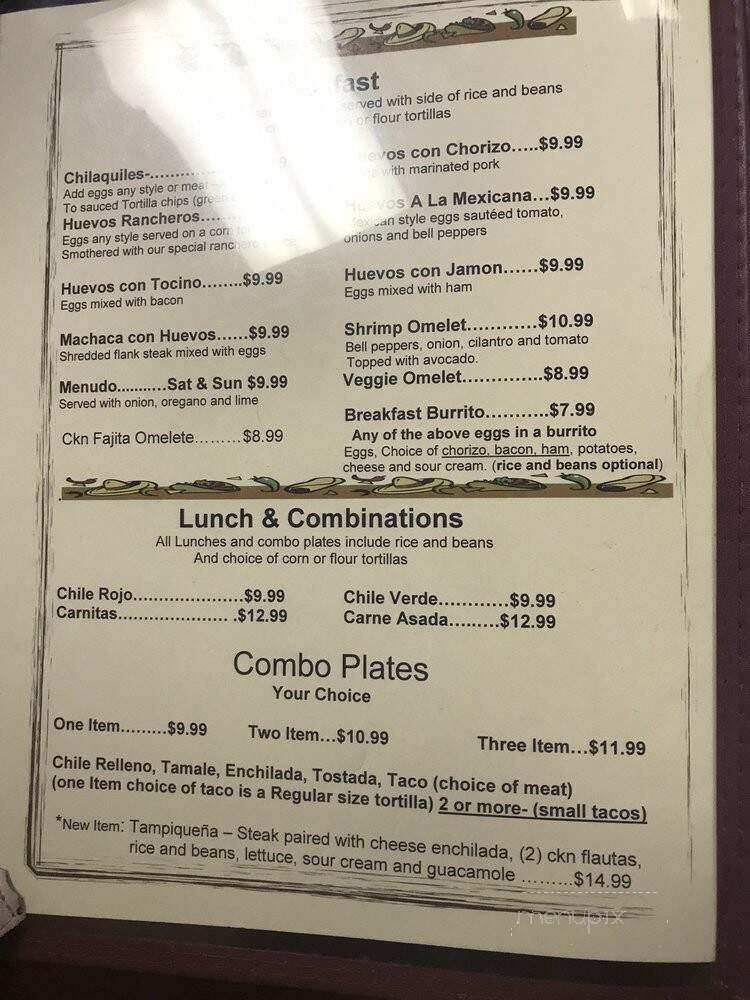 served with side of rice and beans
or flour tortillas
Chilaquiles-............
Add eggs any style or meat
To sauced Tortilla chips
Huevos Rancheros....
Eggs any style served on a corn
Smothered with our special ranchero
Huevos con Tocino........$9.99
Eggs mixed with bacon
Machaca con Huevos......$9.99
Shredded flank steak mixed with eggs
Menudo...........Sat & Sun $9.99
Served with onion, oregano and lime
Ckn Fajita Omelete.........$8.99
con Chorizo.....$9.99
with marinated pork
A La Mexicana...$9.99
style eggs sautéed tomato,
onions and bell peppers
Huevos con Jamon......$9.99
Eggs mixed with ham
Shrimp Omelet............$10.99
Bell peppers, onion, cilantro and tomato
Topped with avocado.
Veggie Omelet..............$8.99
Breakfast Burrito...........$7.99
Any of the above eggs in a burrito
Eggs, Choice of chorizo, bacon, ham, potatoes,
cheese and sour cream. (rice and beans optional)
Lunch & Combinations
All Lunches and combo plates include rice and beans
And choice of corn or flour tortillas
Chile Rojo......................$9.99
Carnitas...................... .$12.99
Chile Verde............$9.99
Carne Asada.........$12.99
Combo Plates
Your Choice
One Item.........$9.99
Two Item...$10.99
Three Item...$11.99
Chile Relleno, Tamale, Enchilada, Tostada, Taco (choice of meat)
(one Item choice of taco is a Regular size tortilla) 2 or more- (small tacos)
*New Item: Tampiqueña – Steak paired with cheese enchilada, (2) ckn flautas,
rice and beans, lettuce, sour cream and guacamole .........$14.99
menupix